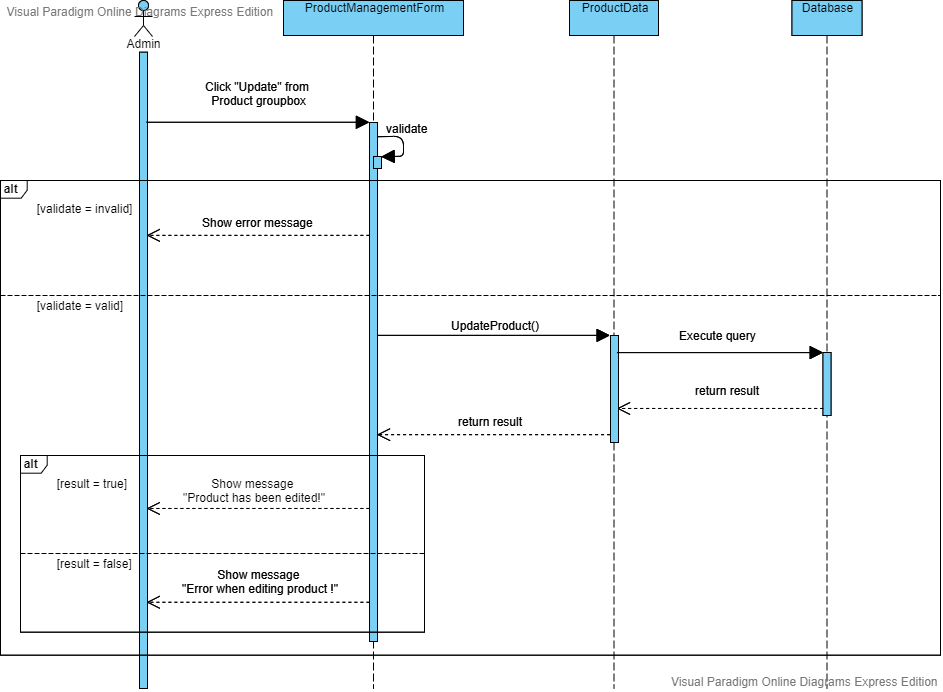 Visual Paradigm Online Diagrams Express Edition
ProductManagementForm
ProductData
Database
Admin
Click "Update" from
Product groupbox
validate
alt
[validate = invalid]
Show error message
[validate = valid]
UpdateProduct()
Execute query
return result
return result
alt
[result = true]
Show message
"Product has been edited!"
[result = false]
Show message
"Error when editing product !"
Visual Paradigm Online Diagrams Express Edition